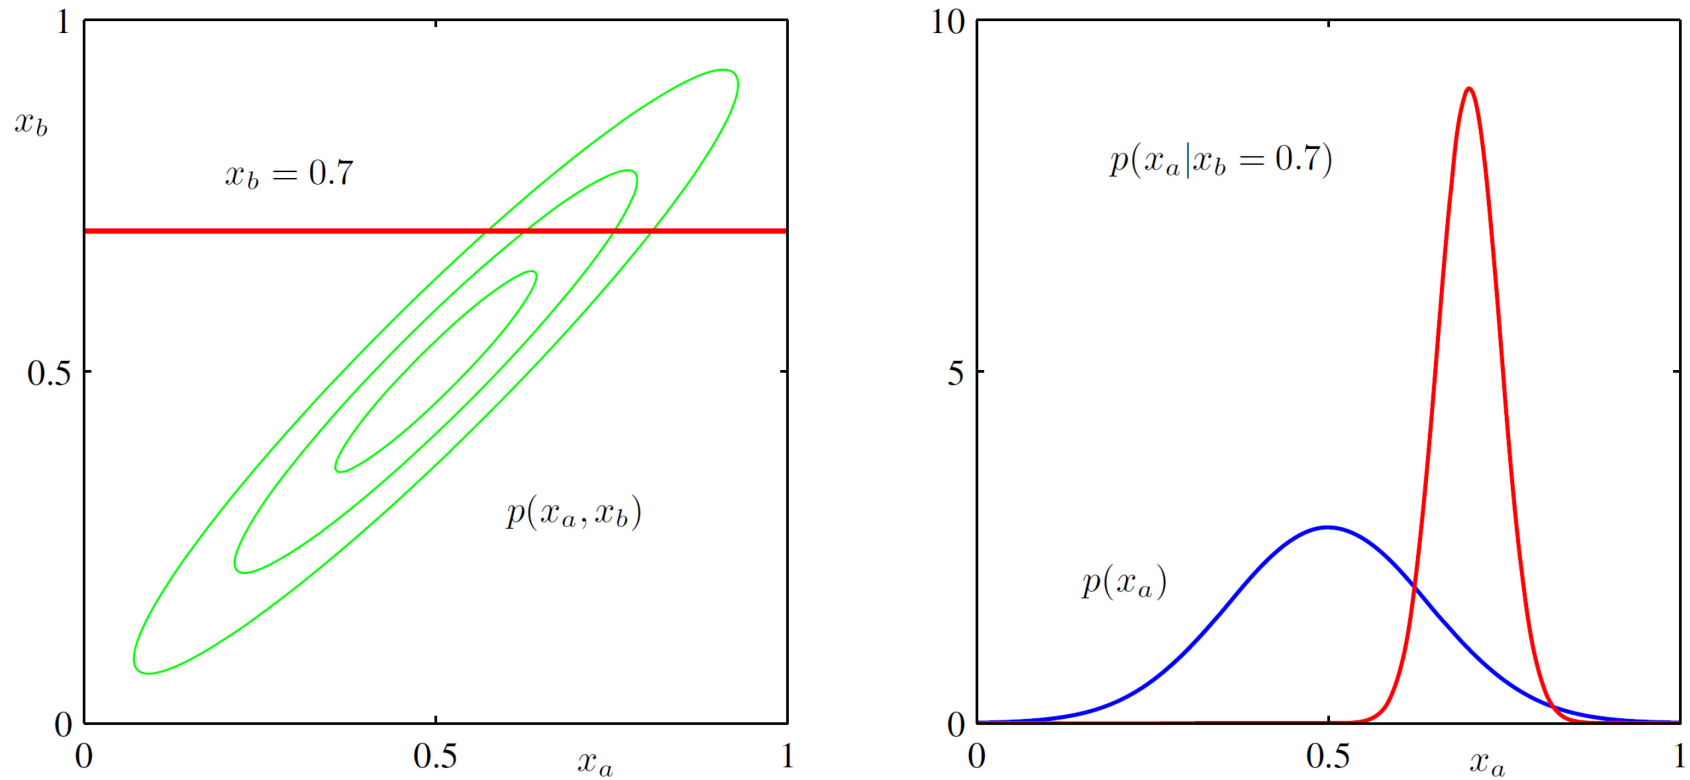 1
x_b
x_b = 0.7
0.5
p(x_a, x_b)
0
0
0.5
x_a
1
10
p(x_a|x_b = 0.7)
5
p(x_a)
0
0
0.5
x_a
1